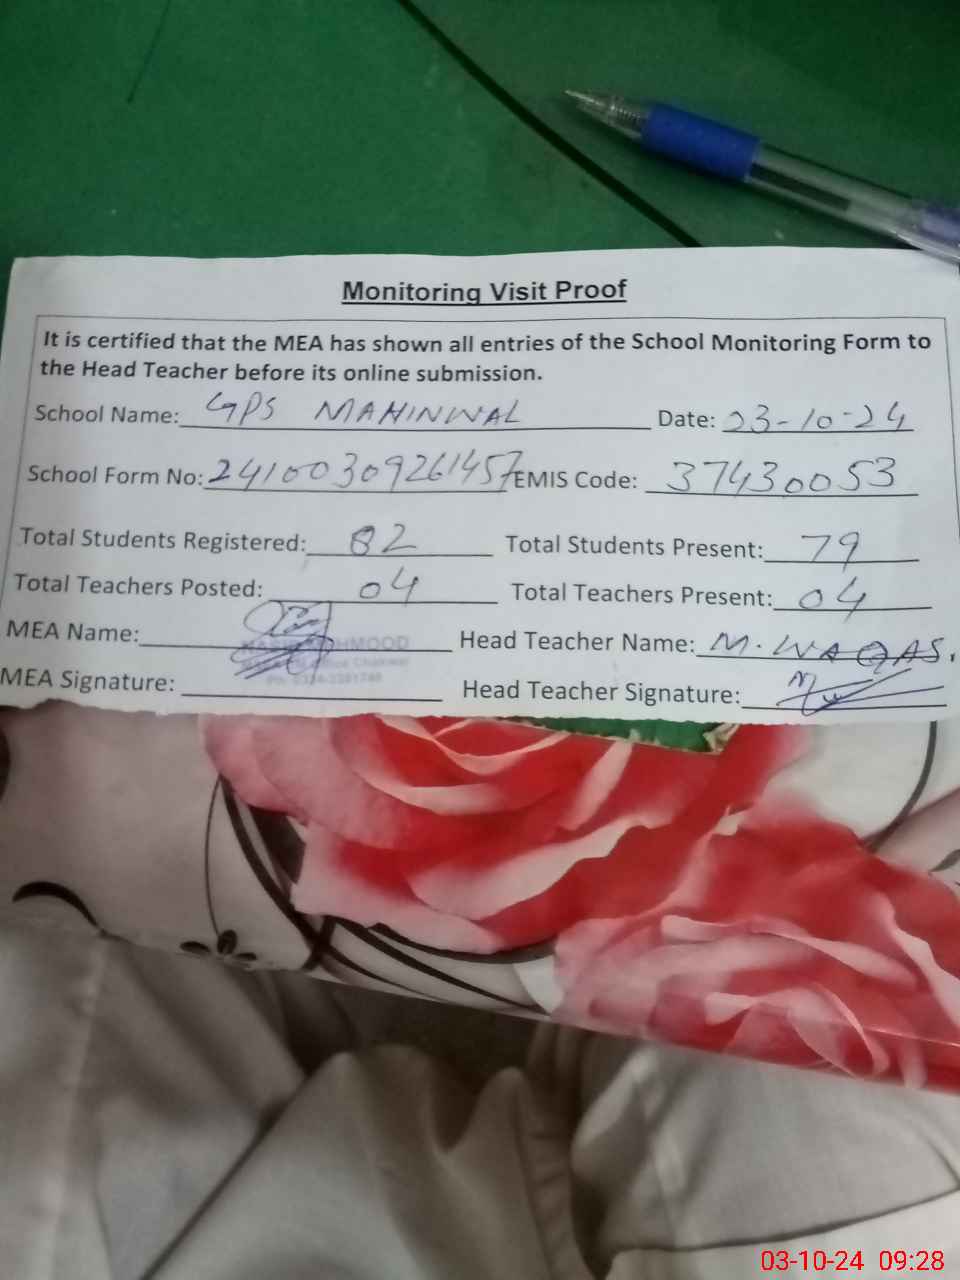 Monitoring Visit Proof
It is certified that the MEA has shown all entries of the School Monitoring Form to
the Head Teacher before its online submission.
School Name: GPS MAHINWAL Date: 03-10-24
School Form No: 24100309261457 EMIS Code: 37430053
Total Students Registered: 82 Total Students Present: 79
Total Teachers Posted: 04 Total Teachers Present: 04
MEA Name: Head Teacher Name: M. WAQAS.
MEA Signature: Head Teacher Signature:
03-10-24 09:28